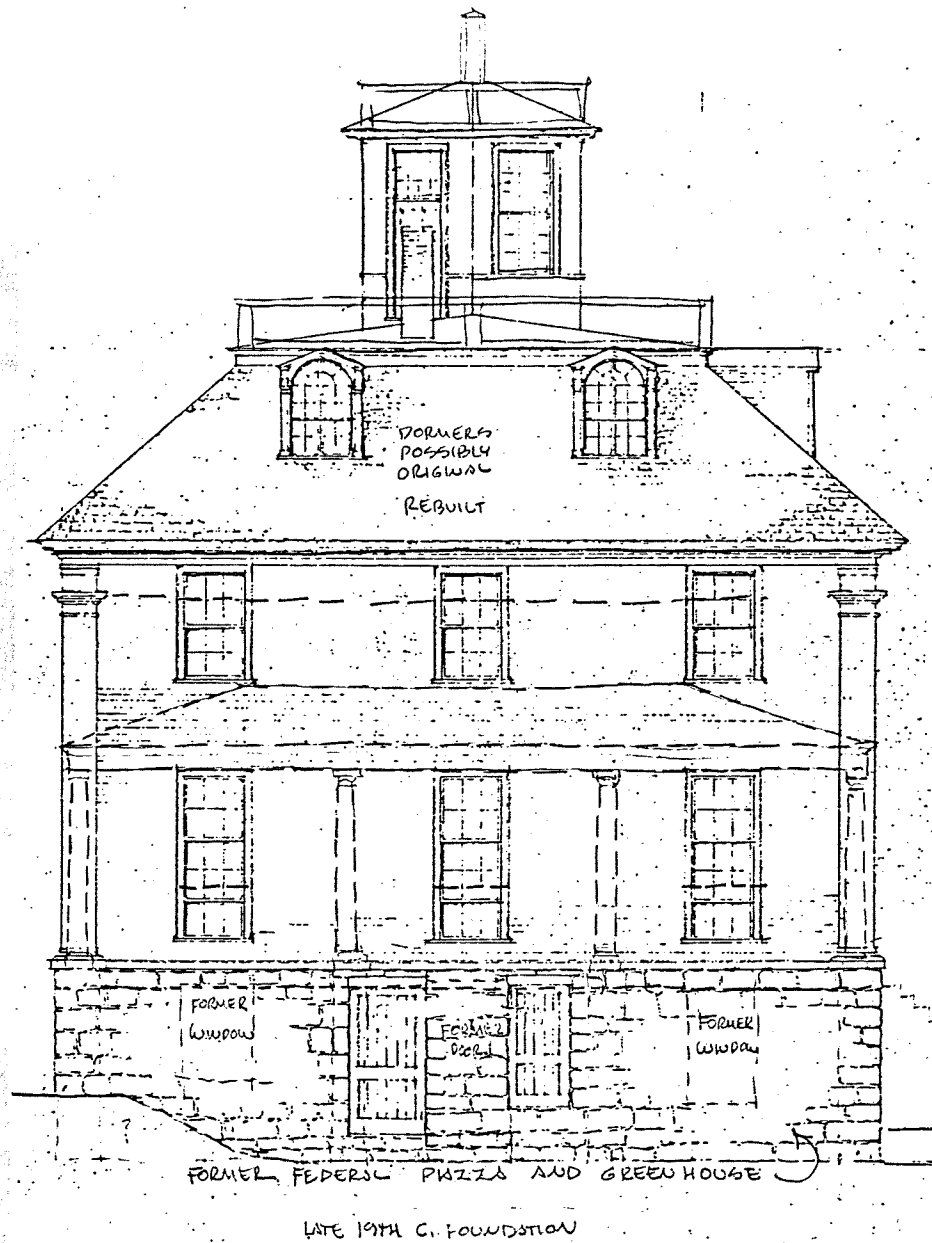 DORMERS
POSSIBLY
ORIGINAL
REBUILT
FORMER
WINDOW
FORMER
DOOR
FORMER
WINDOW
?
FORMER FEDERAL PIAZZA AND GREENHOUSE
LATE 19TH C. FOUNDATION